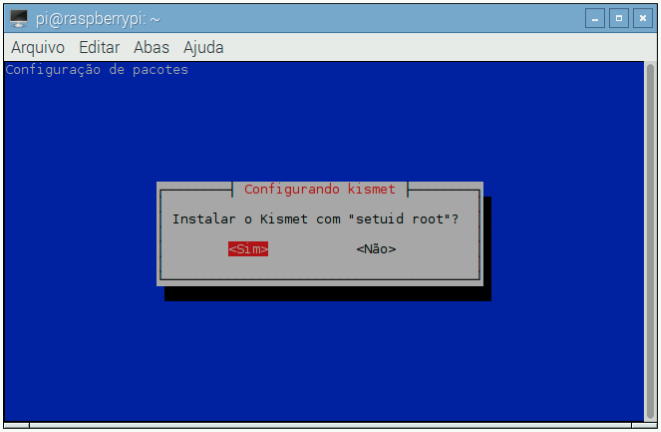 pi@raspberrypi: ~
Arquivo Editar Abas Ajuda
Configuração de pacotes
Configurando kismet
Instalar o Kismet com "setuid root"?
<Sim> <Não>